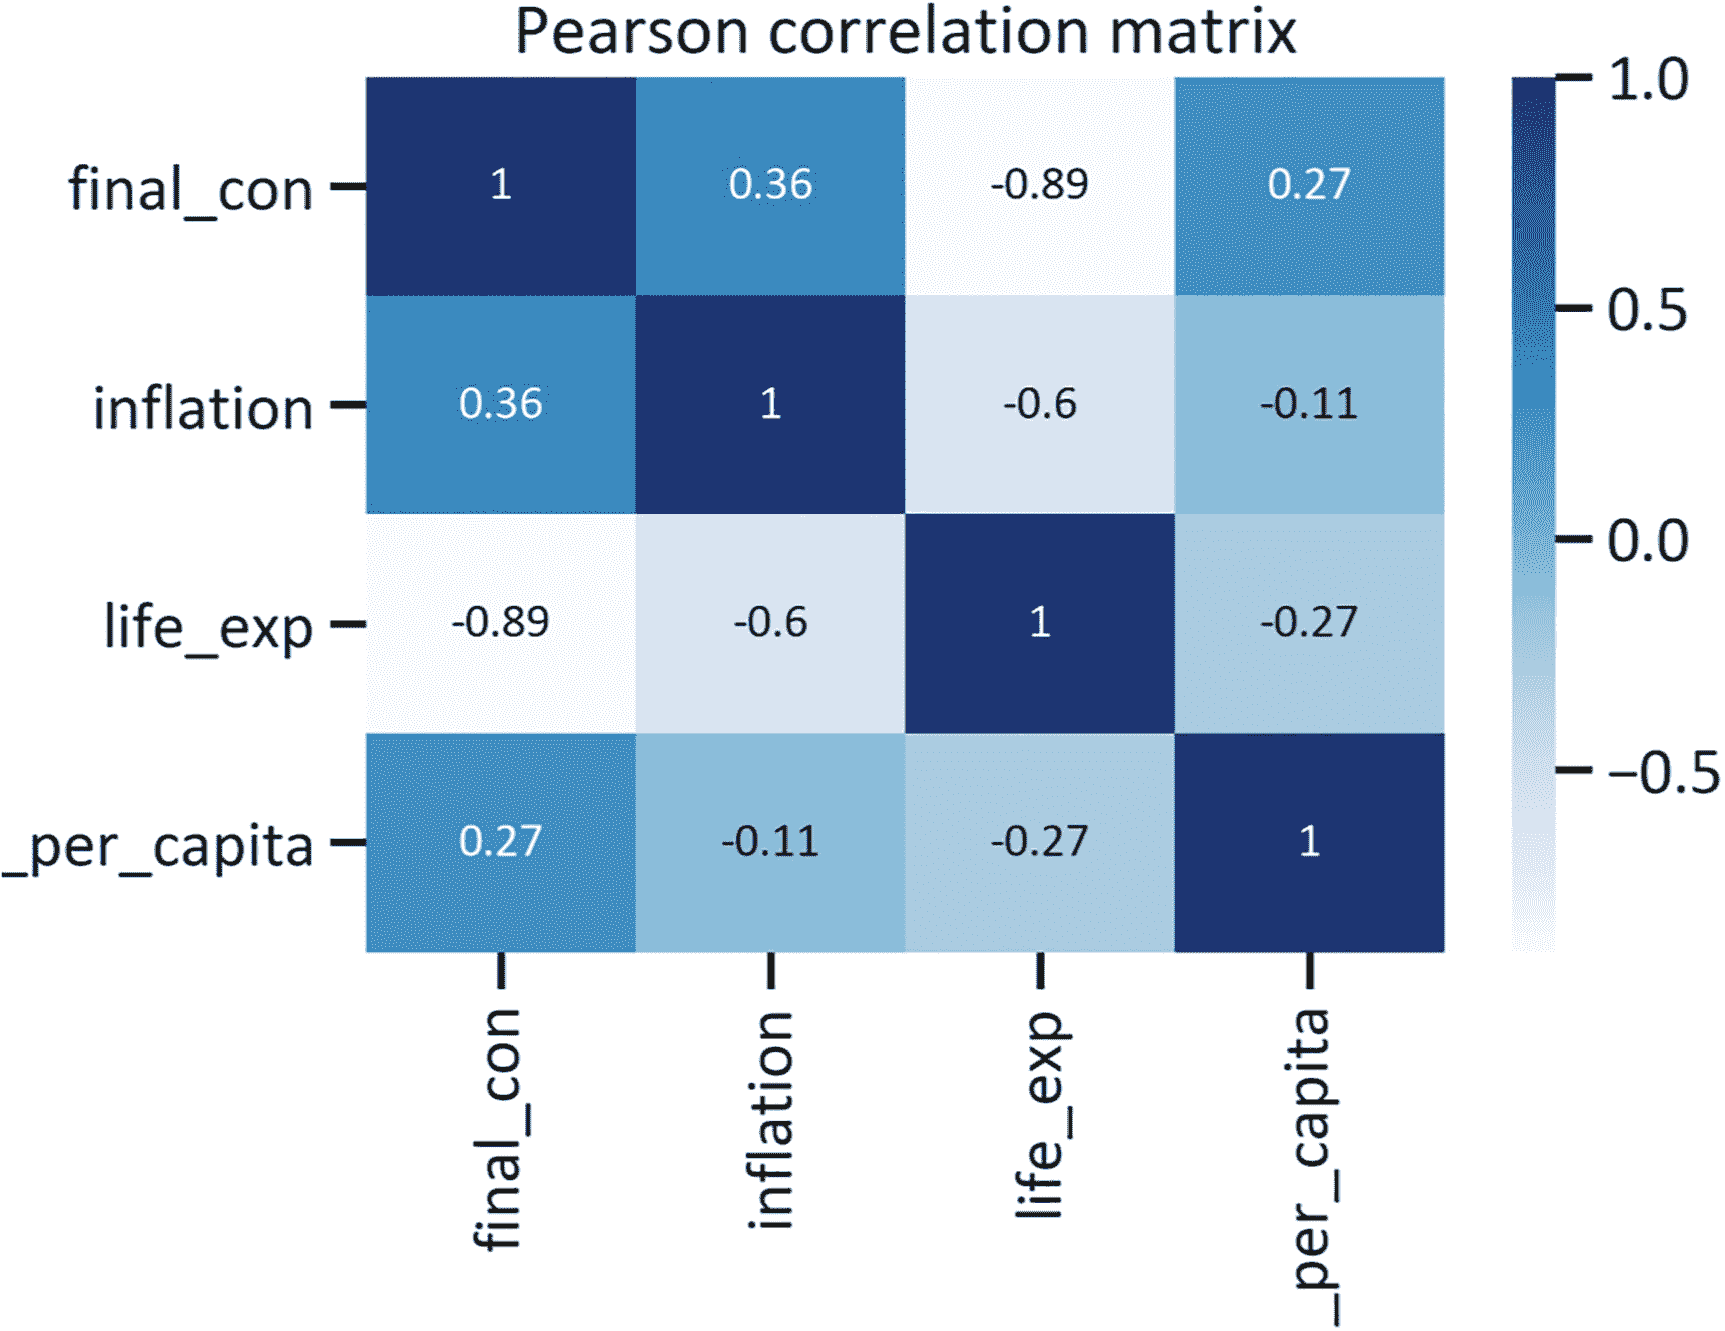 Pearson correlation matrix
final_con 1 0.36 -0.89 0.27
inflation 0.36 1 -0.6 -0.11
life_exp -0.89 -0.6 1 -0.27
_per_capita 0.27 -0.11 -0.27 1
final_con inflation life_exp _per_capita
1.0
0.5
0.0
−0.5